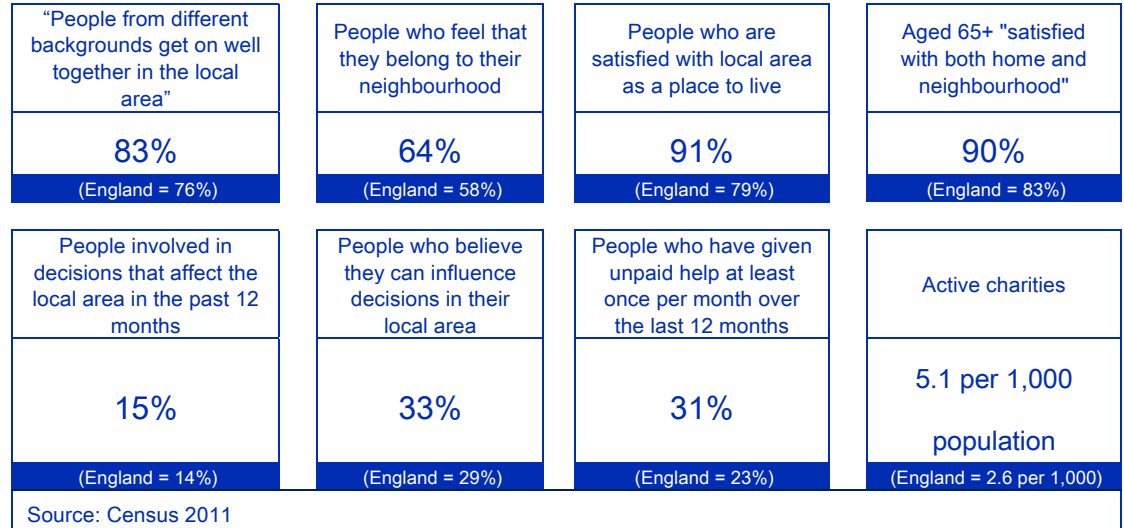 “People from different
backgrounds get on well
together in the local
area”
83%
(England = 76%)
People who feel that
they belong to their
neighbourhood
64%
(England = 58%)
People who are
satisfied with local area
as a place to live
91%
(England = 79%)
Aged 65+ "satisfied
with both home and
neighbourhood"
90%
(England = 83%)
People involved in
decisions that affect the
local area in the past 12
months
15%
(England = 14%)
People who believe
they can influence
decisions in their
local area
33%
(England = 29%)
People who have given
unpaid help at least
once per month over
the last 12 months
31%
(England = 23%)
Active charities
5.1 per 1,000
population
(England = 2.6 per 1,000)
Source: Census 2011